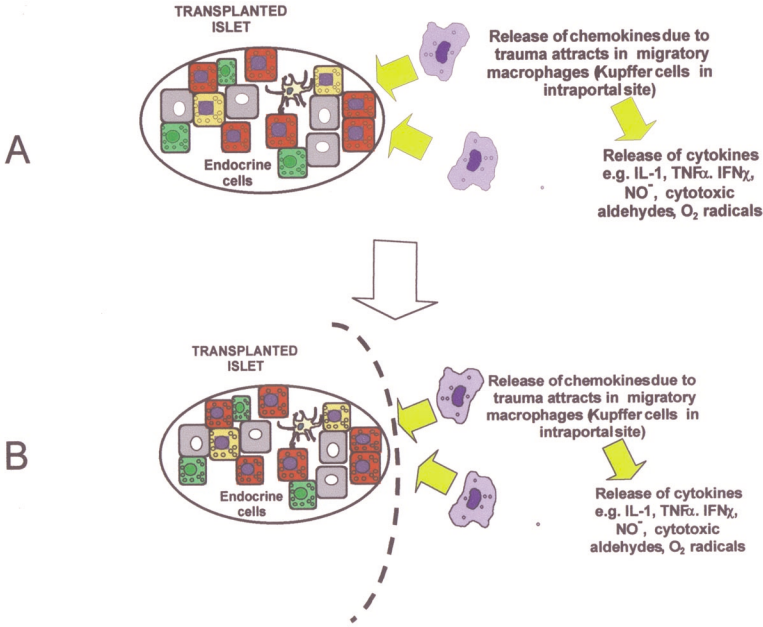 TRANSPLANTED
ISLET
Release of chemokines due to
trauma attracts in migratory
macrophages (Kupffer cells in
intraportal site)
A
Endocrine
cells
Release of cytokines
e.g. IL-1, TNFα. IFNχ,
NO⁻, cytotoxic
aldehydes, O₂ radicals
TRANSPLANTED
ISLET
Release of chemokines due to
trauma attracts in migratory
macrophages (Kupffer cells in
intraportal site)
B
Endocrine
cells
Release of cytokines
e.g. IL-1, TNFα. IFNχ,
NO⁻, cytotoxic
aldehydes, O₂ radicals